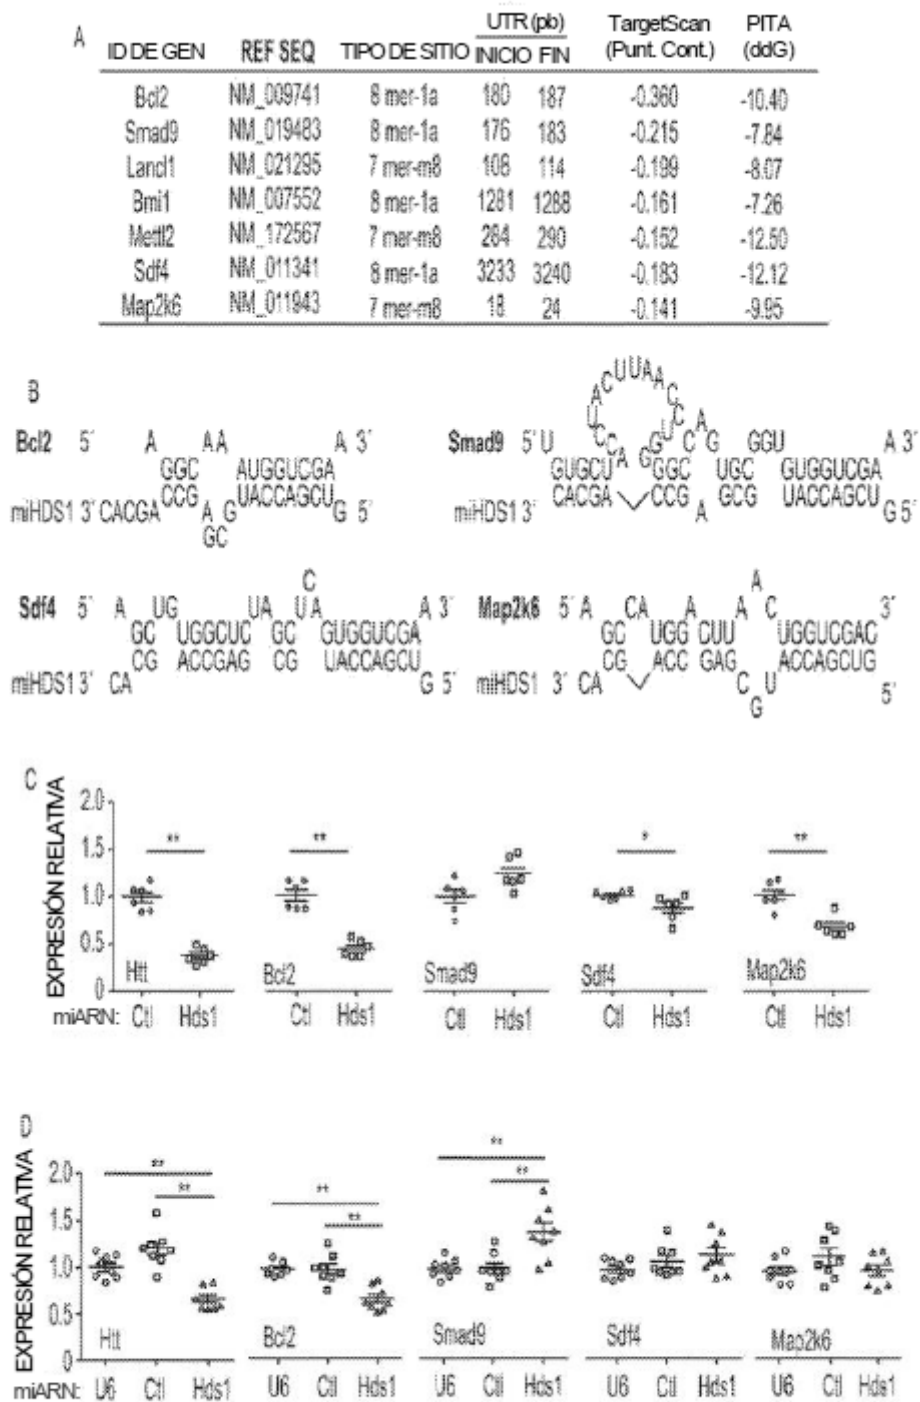 A
UTR (pb) TargetScan PITA
ID DE GEN REF SEQ TIPO DE SITIO INICIO FIN (Punt. Cont.) (ddG)
Bcl2 NM_009741 8 mer-1a 180 187 -0.360 -10.40
Smad9 NM_019483 8 mer-1a 176 183 -0.215 -7.84
Lancl1 NM_021295 7 mer-m8 108 114 -0.199 -8.07
Bmi1 NM_007552 8 mer-1a 1281 1288 -0.161 -7.26
Mettl2 NM_172567 7 mer-m8 284 290 -0.152 -12.50
Sdf4 NM_011341 8 mer-1a 3233 3240 -0.183 -12.12
Map2k6 NM_011943 7 mer-m8 18 24 -0.141 -9.95
B
Bcl2 5´ A AA A 3´
GGC AUGGUCGA
CCG UACCAGCU
miHDS1 3´ CACGA A G G 5´
GC
Smad9 5´ U GGU A 3´
GUGCU GGC UGC GUGGUCGA
CACGA CCG GCG UACCAGCU
miHDS1 3´ A G 5´
C
Sdf4 5´ A UG UA U A A 3´
GC UGGCUC GC GUGGUCGA
CG ACCGAG CG UACCAGCU
miHDS1 3´ CA G 5´
A
Map2k6 5´ A CA A A C 3´
GC UGG CUU UGGUCGAC
CG ACC GAG ACCAGCUG
miHDS1 3´ CA C U 5´
G
C
EXPRESIÓN RELATIVA
2.0
1.5
1.0
0.5
0
** ** * **
Htt Bcl2 Smad9 Sdf4 Map2k6
miARN: Ctl Hds1 Ctl Hds1 Ctl Hds1 Ctl Hds1 Ctl Hds1
D
EXPRESIÓN RELATIVA
2.0
1.5
1.0
0.5
0
** ** **
** ** **
Htt Bcl2 Smad9 Sdf4 Map2k6
miARN: U6 Ctl Hds1 U6 Ctl Hds1 U6 Ctl Hds1 U6 Ctl Hds1 U6 Ctl Hds1